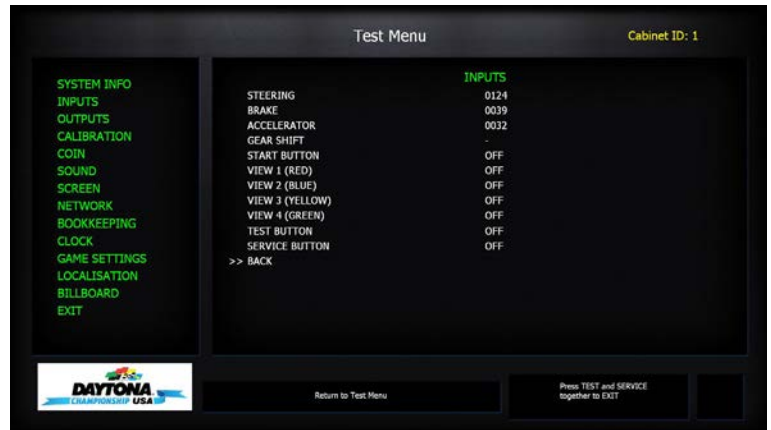 Test Menu
Cabinet ID: 1
SYSTEM INFO
INPUTS
OUTPUTS
CALIBRATION
COIN
SOUND
SCREEN
NETWORK
BOOKKEEPING
CLOCK
GAME SETTINGS
LOCALISATION
BILLBOARD
EXIT
INPUTS
STEERING 0124
BRAKE 0039
ACCELERATOR 0032
GEAR SHIFT -
START BUTTON OFF
VIEW 1 (RED) OFF
VIEW 2 (BLUE) OFF
VIEW 3 (YELLOW) OFF
VIEW 4 (GREEN) OFF
TEST BUTTON OFF
SERVICE BUTTON OFF
>> BACK
DAYTONA
CHAMPIONSHIP USA
Return to Test Menu
Press TEST and SERVICE
together to EXIT